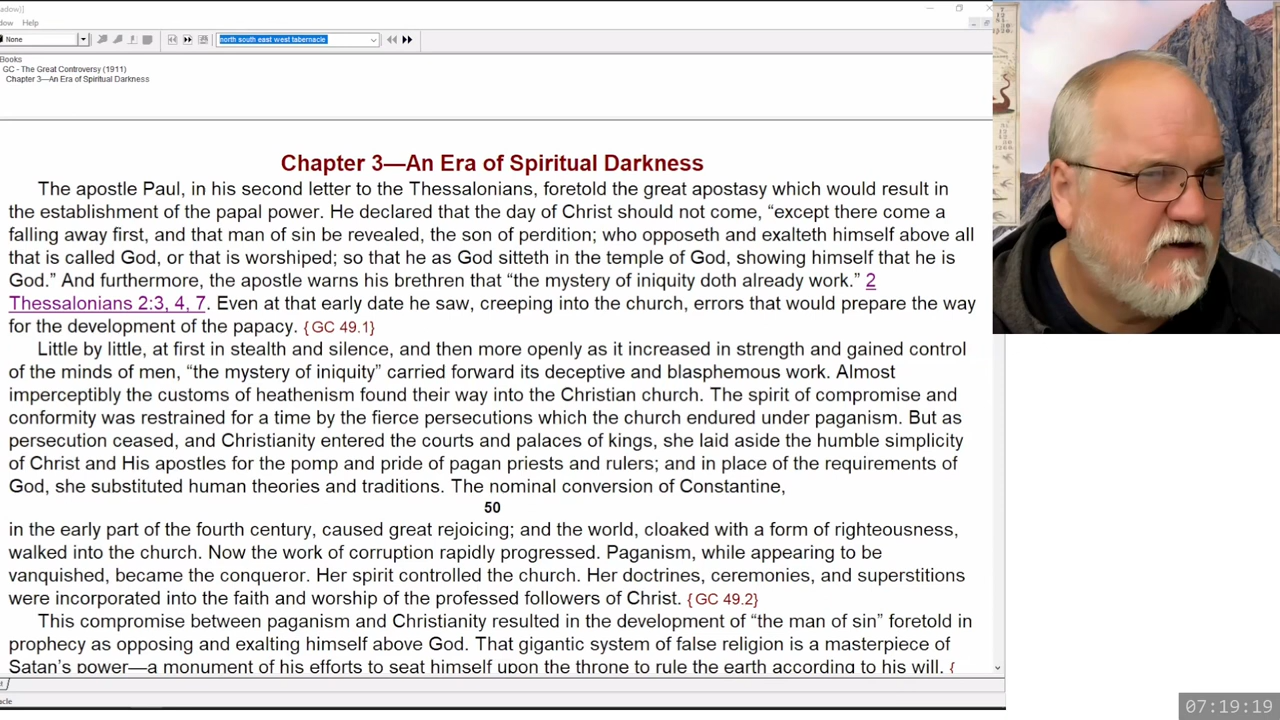 adow)]
dow Help
None
north south east west tabernacle
Books
GC - The Great Controversy (1911)
Chapter 3—An Era of Spiritual Darkness
Chapter 3—An Era of Spiritual Darkness
The apostle Paul, in his second letter to the Thessalonians, foretold the great apostasy which would result in
the establishment of the papal power. He declared that the day of Christ should not come, “except there come a
falling away first, and that man of sin be revealed, the son of perdition; who opposeth and exalteth himself above all
that is called God, or that is worshiped; so that he as God sitteth in the temple of God, showing himself that he is
God.” And furthermore, the apostle warns his brethren that “the mystery of iniquity doth already work.” 2
Thessalonians 2:3, 4, 7. Even at that early date he saw, creeping into the church, errors that would prepare the way
for the development of the papacy. {GC 49.1}
Little by little, at first in stealth and silence, and then more openly as it increased in strength and gained control
of the minds of men, “the mystery of iniquity” carried forward its deceptive and blasphemous work. Almost
imperceptibly the customs of heathenism found their way into the Christian church. The spirit of compromise and
conformity was restrained for a time by the fierce persecutions which the church endured under paganism. But as
persecution ceased, and Christianity entered the courts and palaces of kings, she laid aside the humble simplicity
of Christ and His apostles for the pomp and pride of pagan priests and rulers; and in place of the requirements of
God, she substituted human theories and traditions. The nominal conversion of Constantine,
50
in the early part of the fourth century, caused great rejoicing; and the world, cloaked with a form of righteousness,
walked into the church. Now the work of corruption rapidly progressed. Paganism, while appearing to be
vanquished, became the conqueror. Her spirit controlled the church. Her doctrines, ceremonies, and superstitions
were incorporated into the faith and worship of the professed followers of Christ. {GC 49.2}
This compromise between paganism and Christianity resulted in the development of “the man of sin” foretold in
prophecy as opposing and exalting himself above God. That gigantic system of false religion is a masterpiece of
Satan’s power—a monument of his efforts to seat himself upon the throne to rule the earth according to his will. {
acle
07:19:19